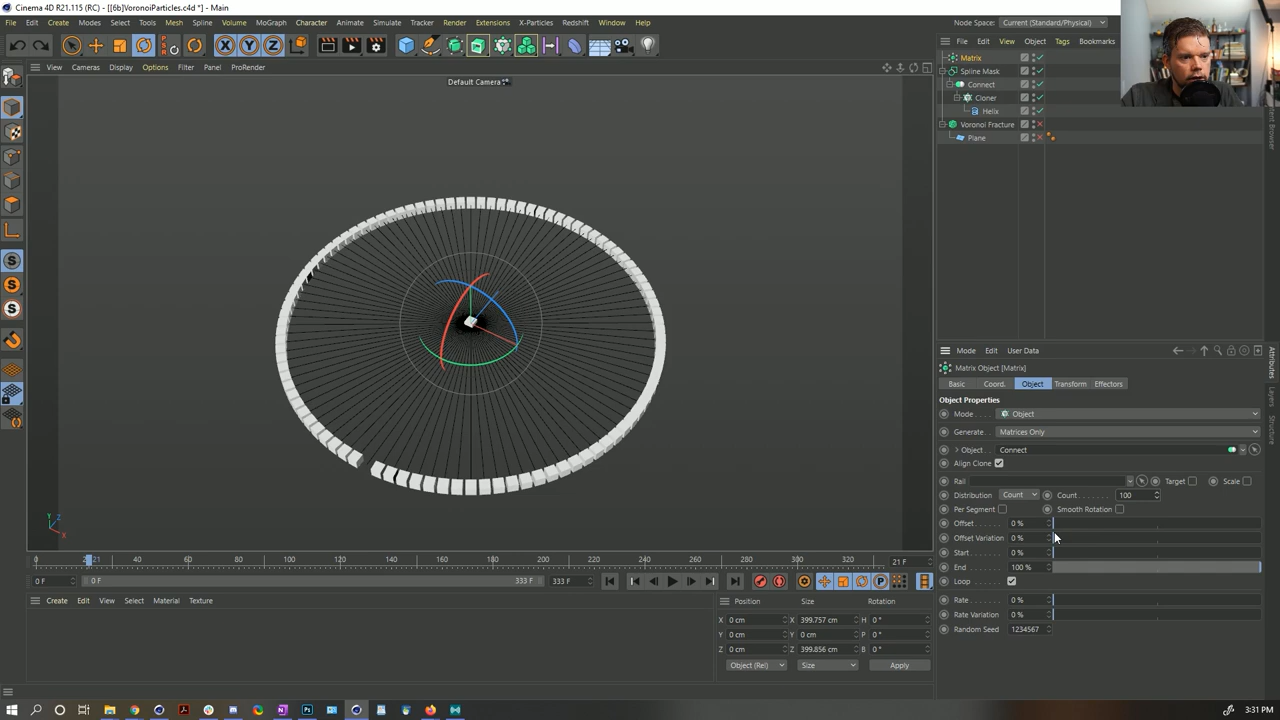 Cinema 4D R21.115 (RC) - [[6b]VoronoiParticles.c4d *] - Main
File Edit Create Modes Select Tools Mesh Spline Volume MoGraph Character Animate Simulate Tracker Render Extensions X-Particles Redshift Window Help
Node Space: Current (Standard/Physical)
X Y Z
File Edit View Object Tags Bookmarks
View Cameras Display Options Filter Panel ProRender
Default Camera
Matrix
Spline Mask
Connect
Cloner
Helix
Voronoi Fracture
Plane
Content Browser
Mode Edit User Data
Matrix Object [Matrix]
Basic Coord. Object Transform Effectors
Object Properties
Mode Object
Generate Matrices Only
Object Connect
Align Clone
Rail Target Scale
Distribution Count Count 100
Per Segment Smooth Rotation
Offset 0 %
Offset Variation 0 %
Start 0 %
End 100 %
Loop
Rate 0 %
Rate Variation 0 %
Random Seed 1234567
Attributes
Layers
Structure
Y Z X
0 21 40 60 80 100 120 140 160 180 200 220 240 260 280 300 320
21 F
0 F 0 F 333 F 333 F
Create Edit View Select Material Texture
Position Size Rotation
X 0 cm X 399.757 cm H 0 °
Y 0 cm Y 0 cm P 0 °
Z 0 cm Z 399.856 cm B 0 °
Object (Rel) Size Apply
3:31 PM